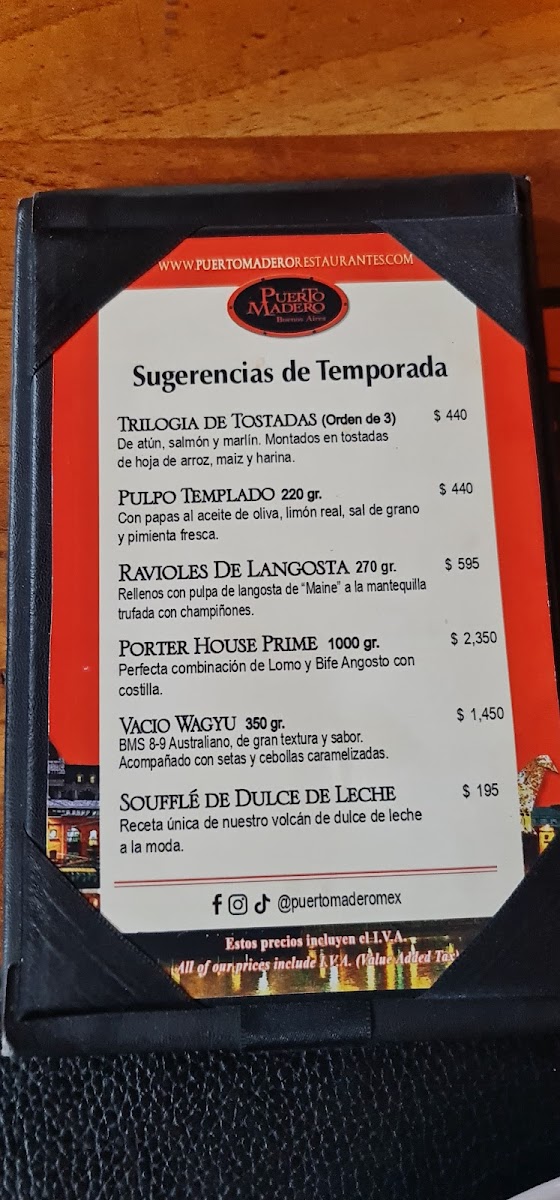 WWW.PUERTOMADERORESTAURANTES.COM
PUERTO
MADERO
Buenos Aires
Sugerencias de Temporada
TRILOGIA DE TOSTADAS (Orden de 3) $ 440
De atún, salmón y marlín. Montados en tostadas
de hoja de arroz, maiz y harina.
PULPO TEMPLADO 220 gr. $ 440
Con papas al aceite de oliva, limón real, sal de grano
y pimienta fresca.
RAVIOLES DE LANGOSTA 270 gr. $ 595
Rellenos con pulpa de langosta de “Maine” a la mantequilla
trufada con champiñones.
PORTER HOUSE PRIME 1000 gr. $ 2,350
Perfecta combinación de Lomo y Bife Angosto con
costilla.
VACIO WAGYU 350 gr. $ 1,450
BMS 8-9 Australiano, de gran textura y sabor.
Acompañado con setas y cebollas caramelizadas.
SOUFFLÉ DE DULCE DE LECHE $ 195
Receta única de nuestro volcán de dulce de leche
a la moda.
@puertomaderomex
Estos precios incluyen el I.V.A.
All of our prices include I.V.A. (Value Added Tax)